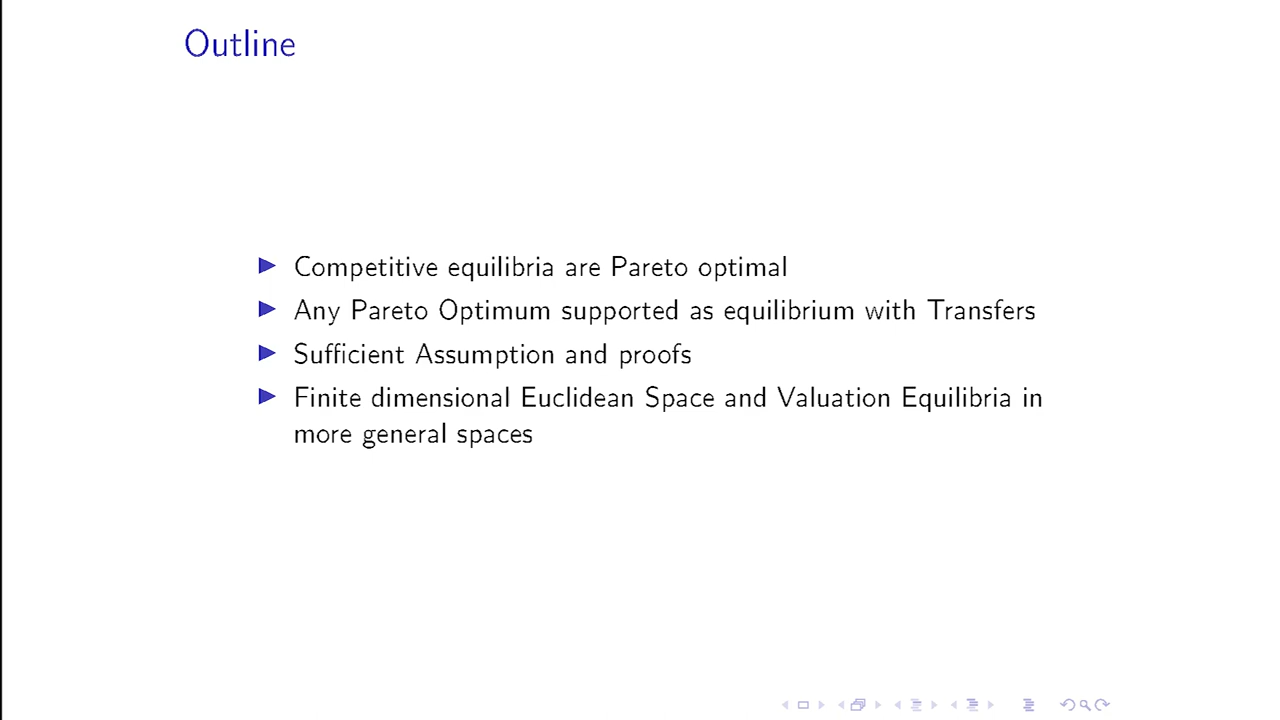 Outline
Competitive equilibria are Pareto optimal
Any Pareto Optimum supported as equilibrium with Transfers
Sufficient Assumption and proofs
Finite dimensional Euclidean Space and Valuation Equilibria in
more general spaces